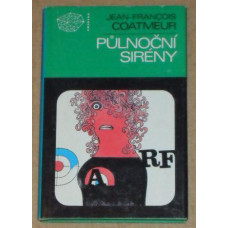 JEAN-FRANÇOIS
COATMEUR
PŮLNOČNÍ
SIRÉNY
RF
A